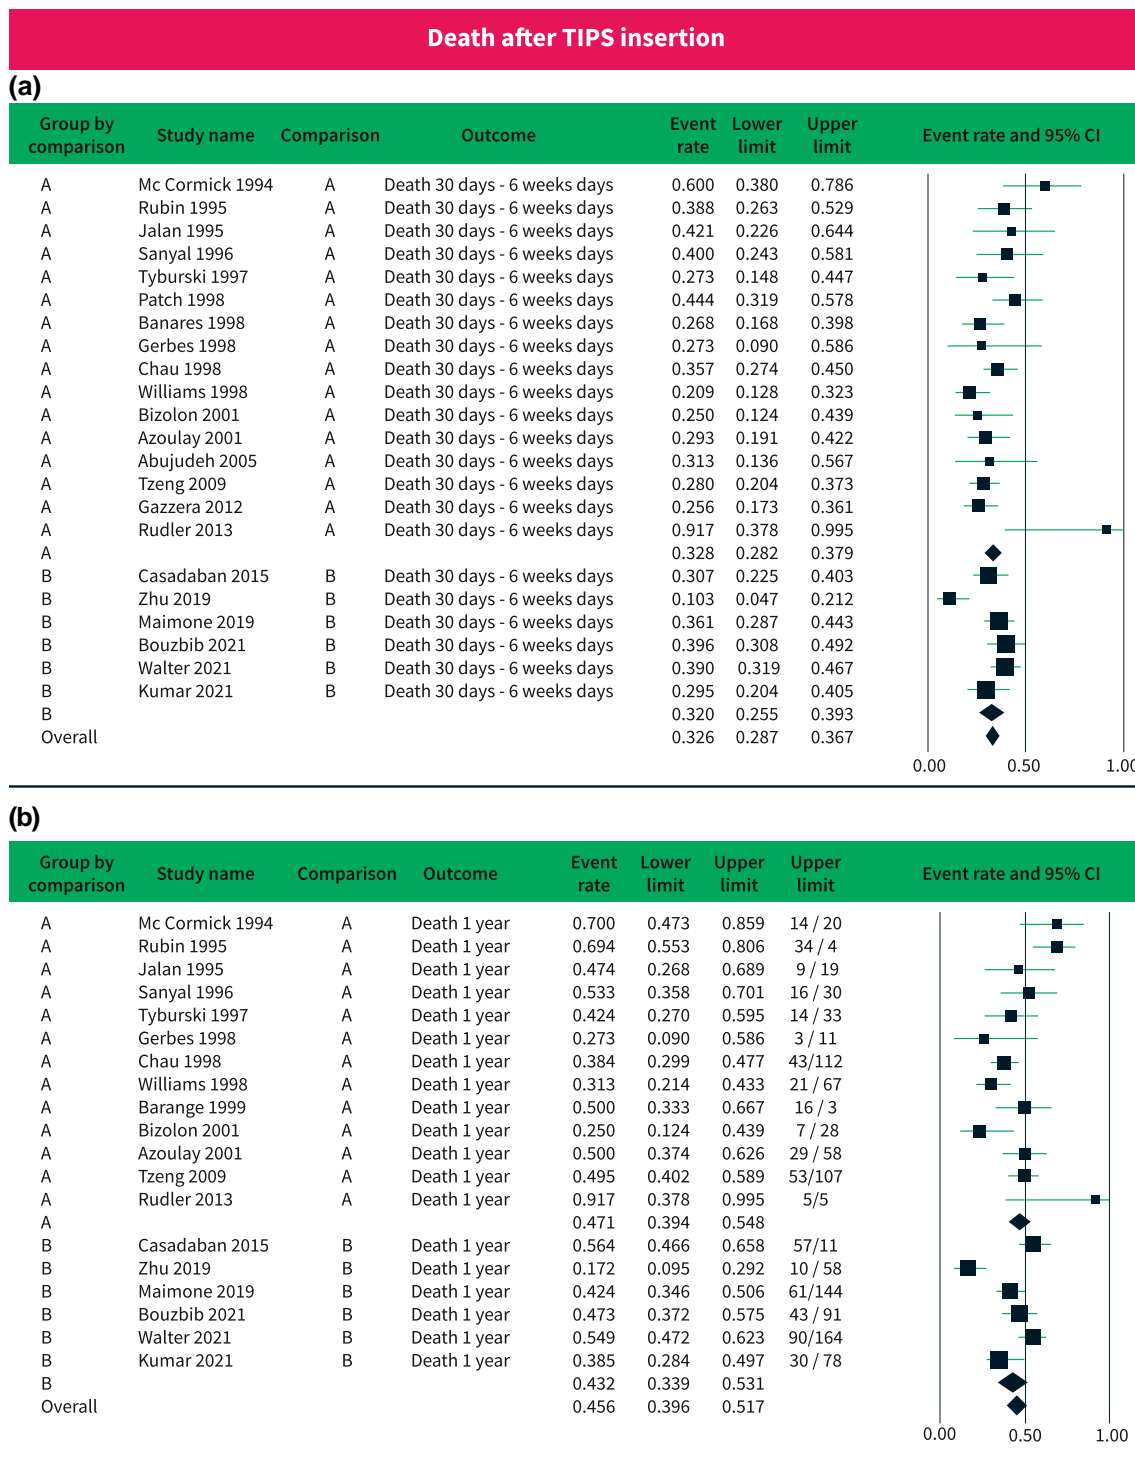 Death after TIPS insertion
(a)
Group by comparison Study name Comparison Outcome Event rate Lower limit Upper limit Event rate and 95% CI
A Mc Cormick 1994 A Death 30 days - 6 weeks days 0.600 0.380 0.786
A Rubin 1995 A Death 30 days - 6 weeks days 0.388 0.263 0.529
A Jalan 1995 A Death 30 days - 6 weeks days 0.421 0.226 0.644
A Sanyal 1996 A Death 30 days - 6 weeks days 0.400 0.243 0.581
A Tyburski 1997 A Death 30 days - 6 weeks days 0.273 0.148 0.447
A Patch 1998 A Death 30 days - 6 weeks days 0.444 0.319 0.578
A Banares 1998 A Death 30 days - 6 weeks days 0.268 0.168 0.398
A Gerbes 1998 A Death 30 days - 6 weeks days 0.273 0.090 0.586
A Chau 1998 A Death 30 days - 6 weeks days 0.357 0.274 0.450
A Williams 1998 A Death 30 days - 6 weeks days 0.209 0.128 0.323
A Bizolon 2001 A Death 30 days - 6 weeks days 0.250 0.124 0.439
A Azoulay 2001 A Death 30 days - 6 weeks days 0.293 0.191 0.422
A Abujudeh 2005 A Death 30 days - 6 weeks days 0.313 0.136 0.567
A Tzeng 2009 A Death 30 days - 6 weeks days 0.280 0.204 0.373
A Gazzera 2012 A Death 30 days - 6 weeks days 0.256 0.173 0.361
A Rudler 2013 A Death 30 days - 6 weeks days 0.917 0.378 0.995
A 0.328 0.282 0.379
B Casadaban 2015 B Death 30 days - 6 weeks days 0.307 0.225 0.403
B Zhu 2019 B Death 30 days - 6 weeks days 0.103 0.047 0.212
B Maimone 2019 B Death 30 days - 6 weeks days 0.361 0.287 0.443
B Bouzbib 2021 B Death 30 days - 6 weeks days 0.396 0.308 0.492
B Walter 2021 B Death 30 days - 6 weeks days 0.390 0.319 0.467
B Kumar 2021 B Death 30 days - 6 weeks days 0.295 0.204 0.405
B 0.320 0.255 0.393
Overall 0.326 0.287 0.367
0.00 0.50 1.00
(b)
Group by comparison Study name Comparison Outcome Event rate Lower limit Upper limit Upper limit Event rate and 95% CI
A Mc Cormick 1994 A Death 1 year 0.700 0.473 0.859 14 / 20
A Rubin 1995 A Death 1 year 0.694 0.553 0.806 34 / 4
A Jalan 1995 A Death 1 year 0.474 0.268 0.689 9 / 19
A Sanyal 1996 A Death 1 year 0.533 0.358 0.701 16 / 30
A Tyburski 1997 A Death 1 year 0.424 0.270 0.595 14 / 33
A Gerbes 1998 A Death 1 year 0.273 0.090 0.586 3 / 11
A Chau 1998 A Death 1 year 0.384 0.299 0.477 43/112
A Williams 1998 A Death 1 year 0.313 0.214 0.433 21 / 67
A Barange 1999 A Death 1 year 0.500 0.333 0.667 16 / 3
A Bizolon 2001 A Death 1 year 0.250 0.124 0.439 7 / 28
A Azoulay 2001 A Death 1 year 0.500 0.374 0.626 29 / 58
A Tzeng 2009 A Death 1 year 0.495 0.402 0.589 53/107
A Rudler 2013 A Death 1 year 0.917 0.378 0.995 5/5
A 0.471 0.394 0.548
B Casadaban 2015 B Death 1 year 0.564 0.466 0.658 57/11
B Zhu 2019 B Death 1 year 0.172 0.095 0.292 10 / 58
B Maimone 2019 B Death 1 year 0.424 0.346 0.506 61/144
B Bouzbib 2021 B Death 1 year 0.473 0.372 0.575 43 / 91
B Walter 2021 B Death 1 year 0.549 0.472 0.623 90/164
B Kumar 2021 B Death 1 year 0.385 0.284 0.497 30 / 78
B 0.432 0.339 0.531
Overall 0.456 0.396 0.517
0.00 0.50 1.00